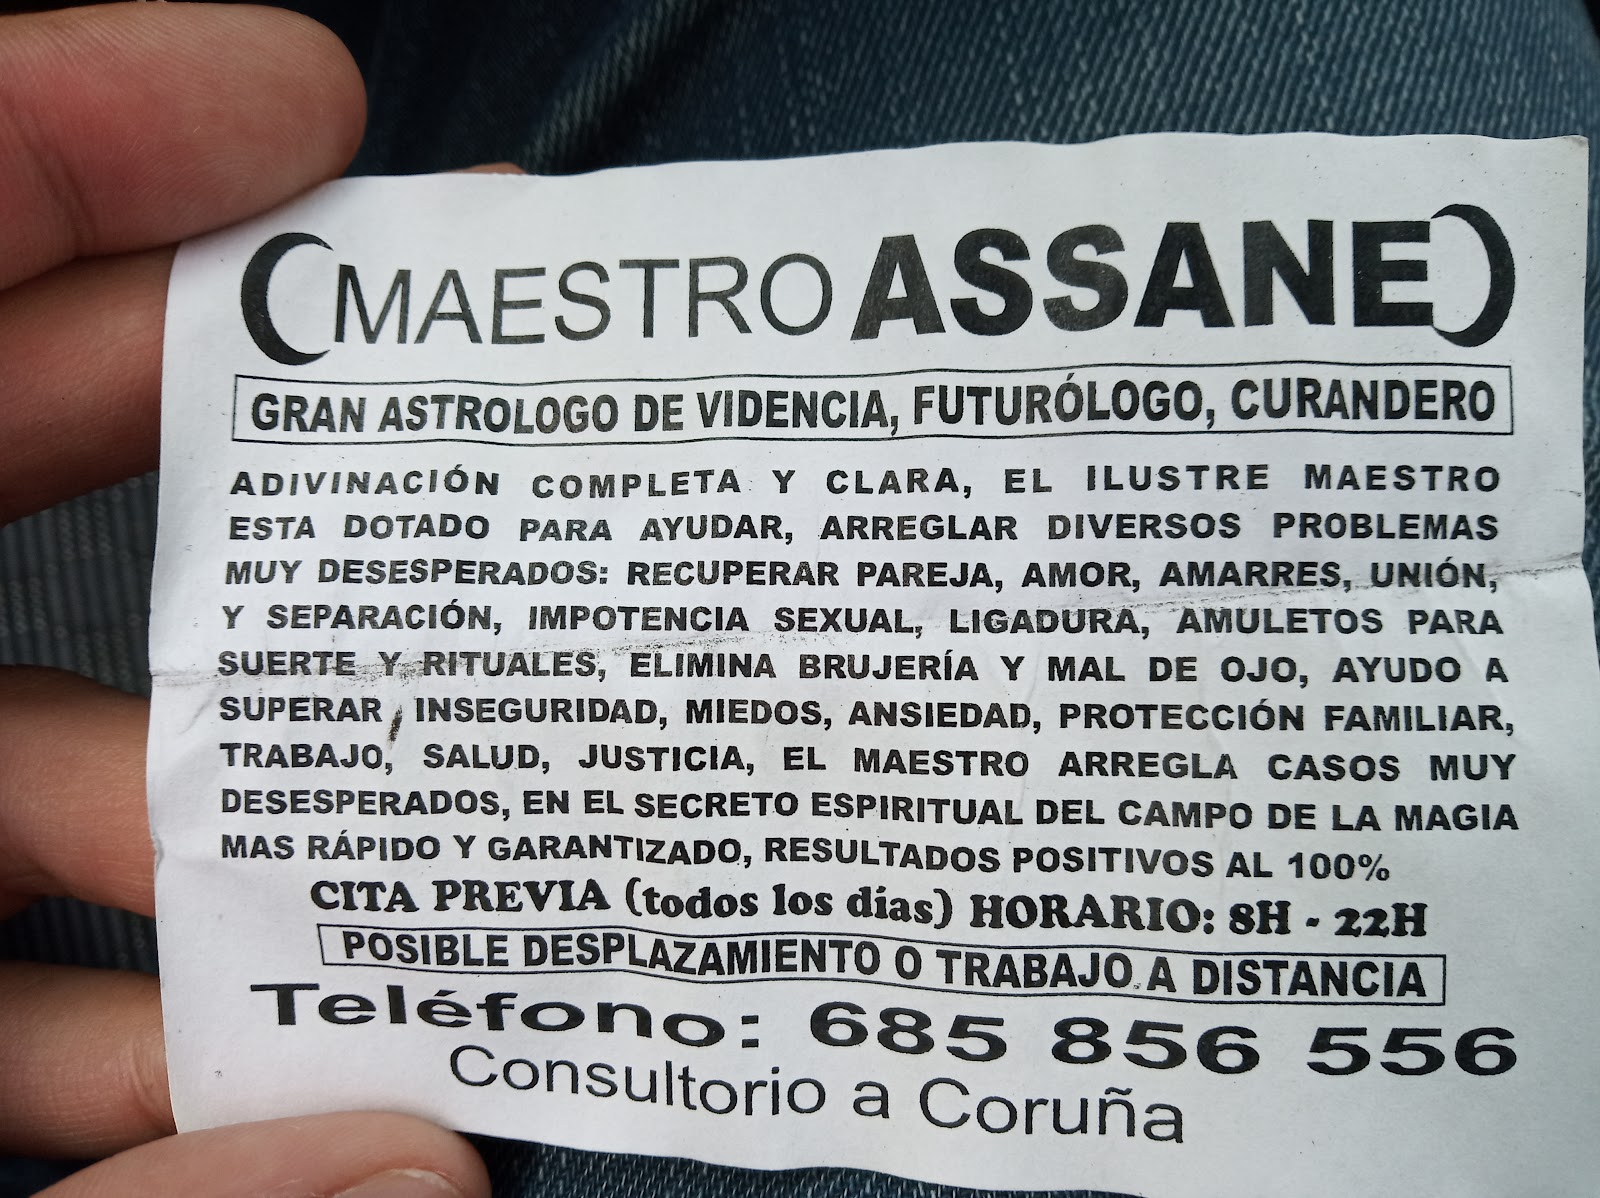 MAESTRO ASSANE
GRAN ASTROLOGO DE VIDENCIA, FUTURÓLOGO, CURANDERO
ADIVINACIÓN COMPLETA Y CLARA, EL ILUSTRE MAESTRO
ESTA DOTADO PARA AYUDAR, ARREGLAR DIVERSOS PROBLEMAS
MUY DESESPERADOS: RECUPERAR PAREJA, AMOR, AMARRES, UNIÓN,
Y SEPARACIÓN, IMPOTENCIA SEXUAL, LIGADURA, AMULETOS PARA
SUERTE Y RITUALES, ELIMINA BRUJERÍA Y MAL DE OJO, AYUDO A
SUPERAR INSEGURIDAD, MIEDOS, ANSIEDAD, PROTECCIÓN FAMILIAR,
TRABAJO, SALUD, JUSTICIA, EL MAESTRO ARREGLA CASOS MUY
DESESPERADOS, EN EL SECRETO ESPIRITUAL DEL CAMPO DE LA MAGIA
MAS RÁPIDO Y GARANTIZADO, RESULTADOS POSITIVOS AL 100%
CITA PREVIA (todos los días) HORARIO: 8H - 22H
POSIBLE DESPLAZAMIENTO O TRABAJO A DISTANCIA
Teléfono: 685 856 556
Consultorio a Coruña